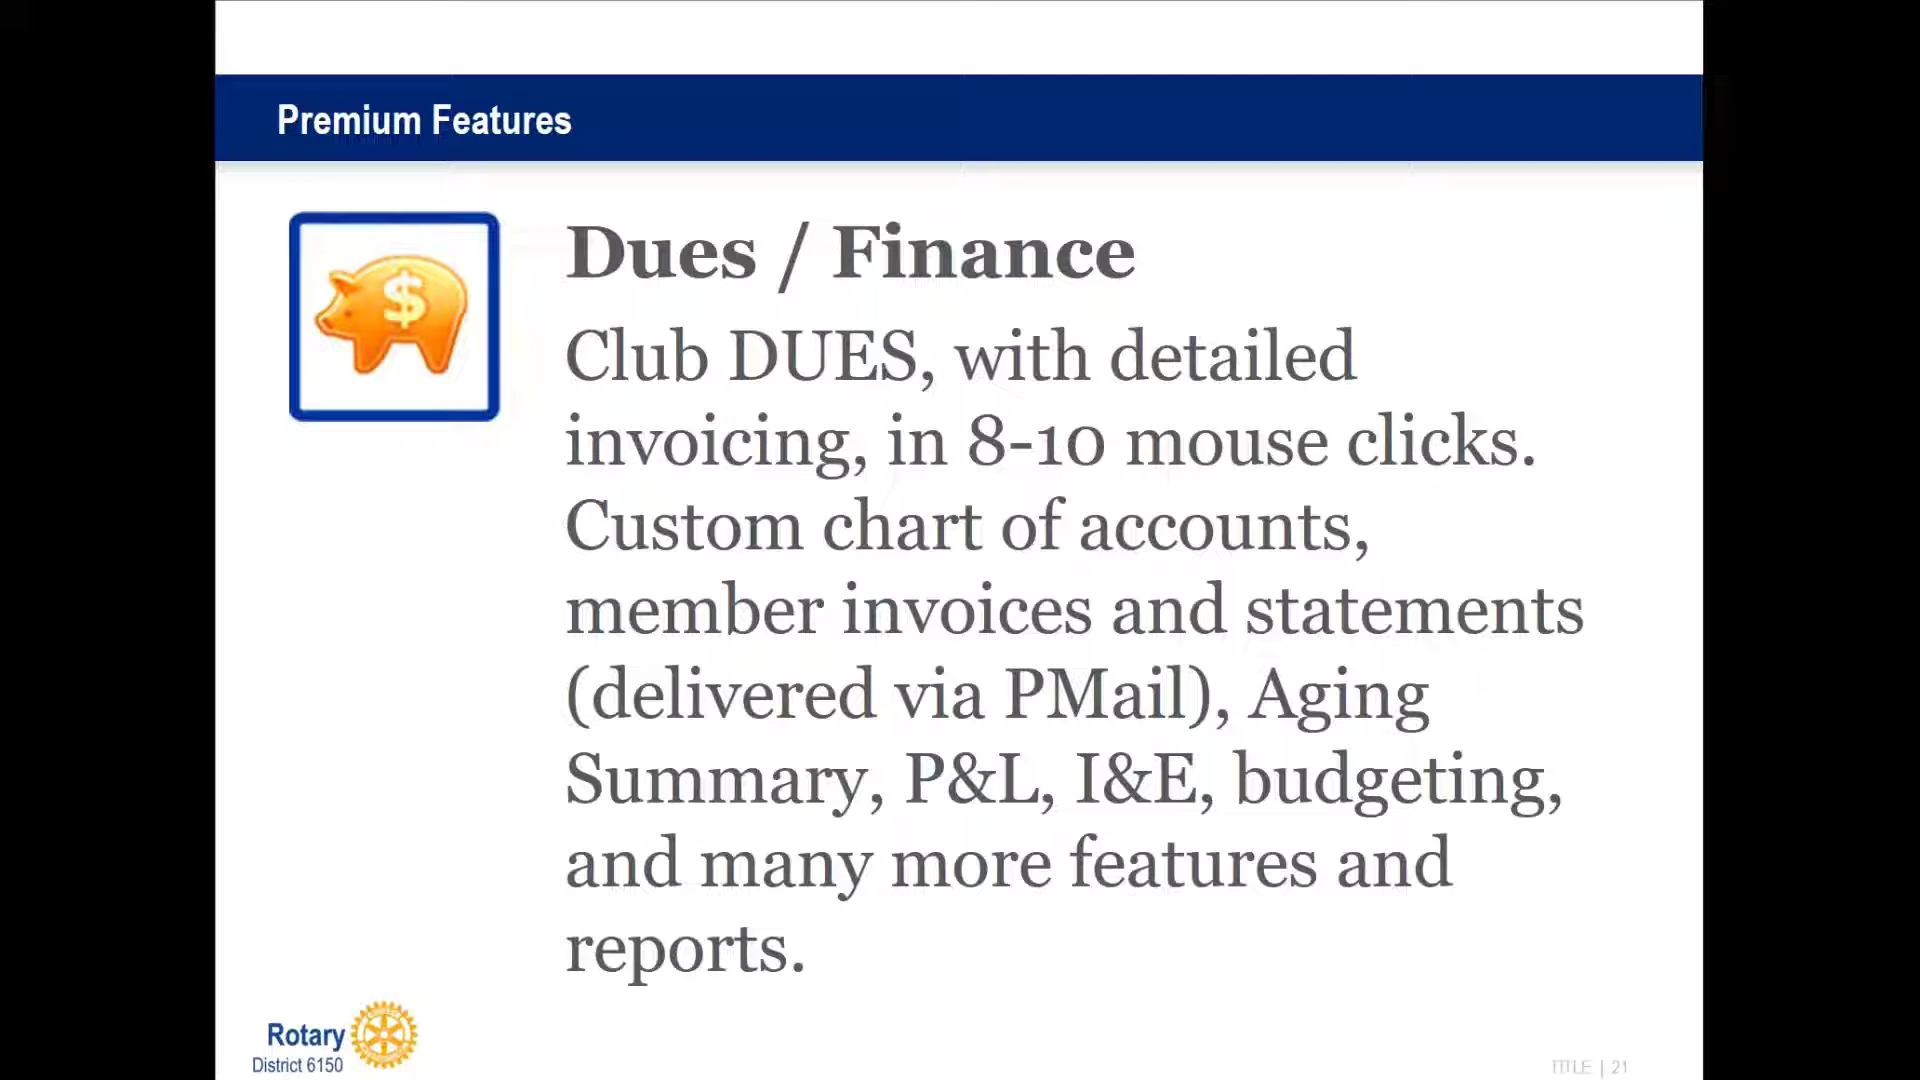 Premium Features
$
Dues / Finance
Club DUES, with detailed
invoicing, in 8-10 mouse clicks.
Custom chart of accounts,
member invoices and statements
(delivered via PMail), Aging
Summary, P&L, I&E, budgeting,
and many more features and
reports.
Rotary
District 6150
TITLE | 21